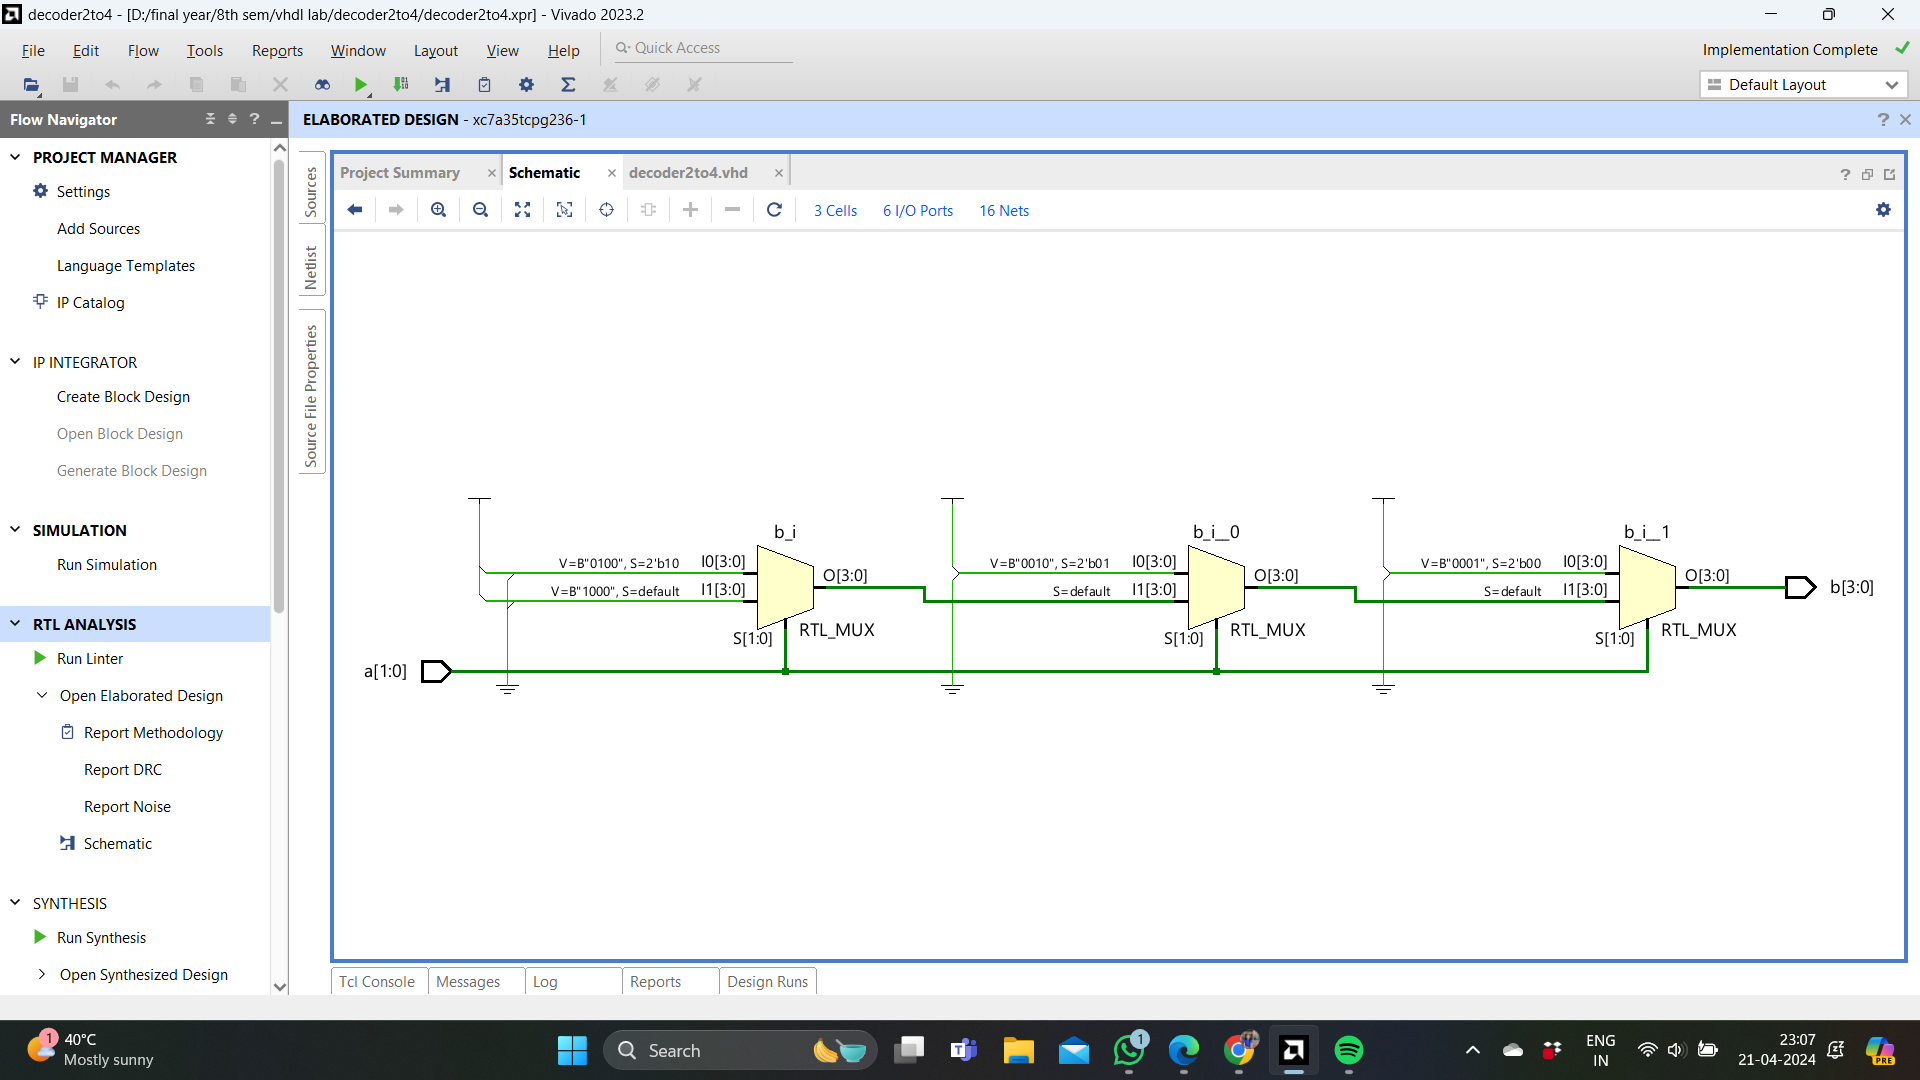 decoder2to4 - [D:/final year/8th sem/vhdl lab/decoder2to4/decoder2to4.xpr] - Vivado 2023.2
File Edit Flow Tools Reports Window Layout View Help Quick Access
Implementation Complete
Default Layout
Flow Navigator
ELABORATED DESIGN - xc7a35tcpg236-1
PROJECT MANAGER
Settings
Add Sources
Language Templates
IP Catalog
IP INTEGRATOR
Create Block Design
Open Block Design
Generate Block Design
SIMULATION
Run Simulation
RTL ANALYSIS
Run Linter
Open Elaborated Design
Report Methodology
Report DRC
Report Noise
Schematic
SYNTHESIS
Run Synthesis
Open Synthesized Design
Sources
Netlist
Source File Properties
Project Summary
Schematic
decoder2to4.vhd
3 Cells 6 I/O Ports 16 Nets
b_i
V=B"0100", S=2'b10 I0[3:0]
V=B"1000", S=default I1[3:0]
O[3:0]
S[1:0]
RTL_MUX
b_i__0
V=B"0010", S=2'b01 I0[3:0]
S=default I1[3:0]
O[3:0]
S[1:0]
RTL_MUX
b_i__1
V=B"0001", S=2'b00 I0[3:0]
S=default I1[3:0]
O[3:0]
S[1:0]
RTL_MUX
b[3:0]
a[1:0]
Tcl Console Messages Log Reports Design Runs
1
40°C
Mostly sunny
Search
1
ENG
IN
23:07
21-04-2024
PRE